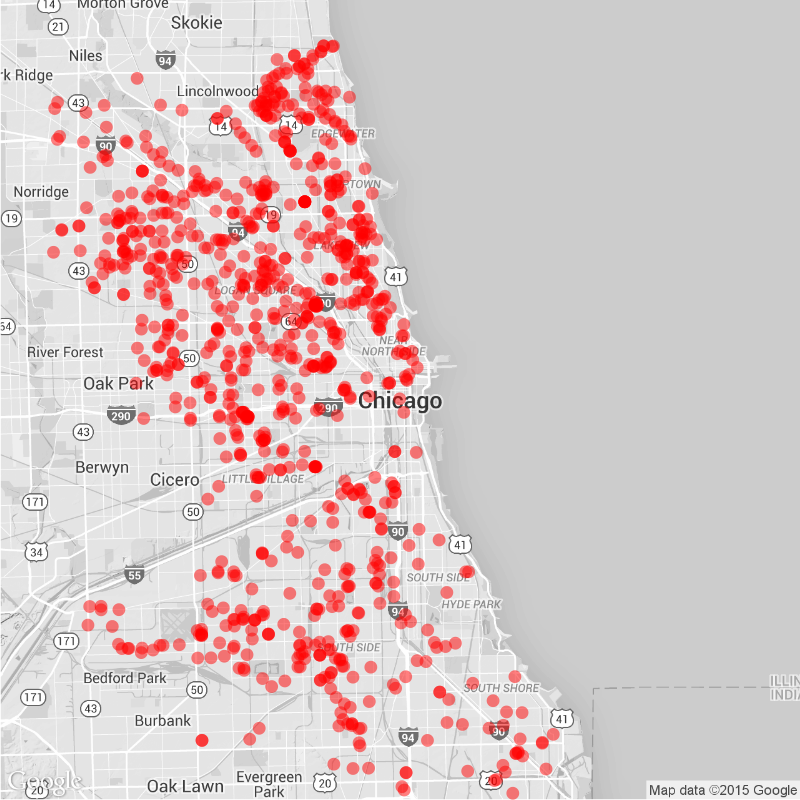 Morton Grove
14
21
Skokie
Niles
94
rk Ridge
Lincolnwood
43
14
14
EDGEWATER
90
Norridge
PTOWN
19
19
94
LAKEVIEW
50
43
41
LOGAN SQUARE
90
64
64
NEAR
NORTH SIDE
River Forest
50
Oak Park
290
290
Chicago
43
Berwyn
Cicero
LITTLE VILLAGE
171
50
90
34
41
55
SOUTH SIDE
HYDE PARK
94
171
SOUTH SIDE
Bedford Park
ILLIN
INDIA
SOUTH SHORE
50
171
43
Burbank
41
90
94
Google
20
Oak Lawn
Evergreen
Park
20
20
Map data ©2015 Google